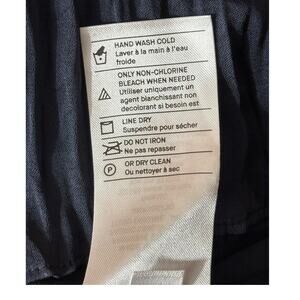 HAND WASH COLD
Laver à la main à l'eau
froide
ONLY NON-CHLORINE
BLEACH WHEN NEEDED
Utiliser uniquement un
agent blanchissant non
decolorant si besoin est
LINE DRY
Suspendre pour sécher
DO NOT IRON
Ne pas repasser
P
OR DRY CLEAN
Ou nettoyer à sec